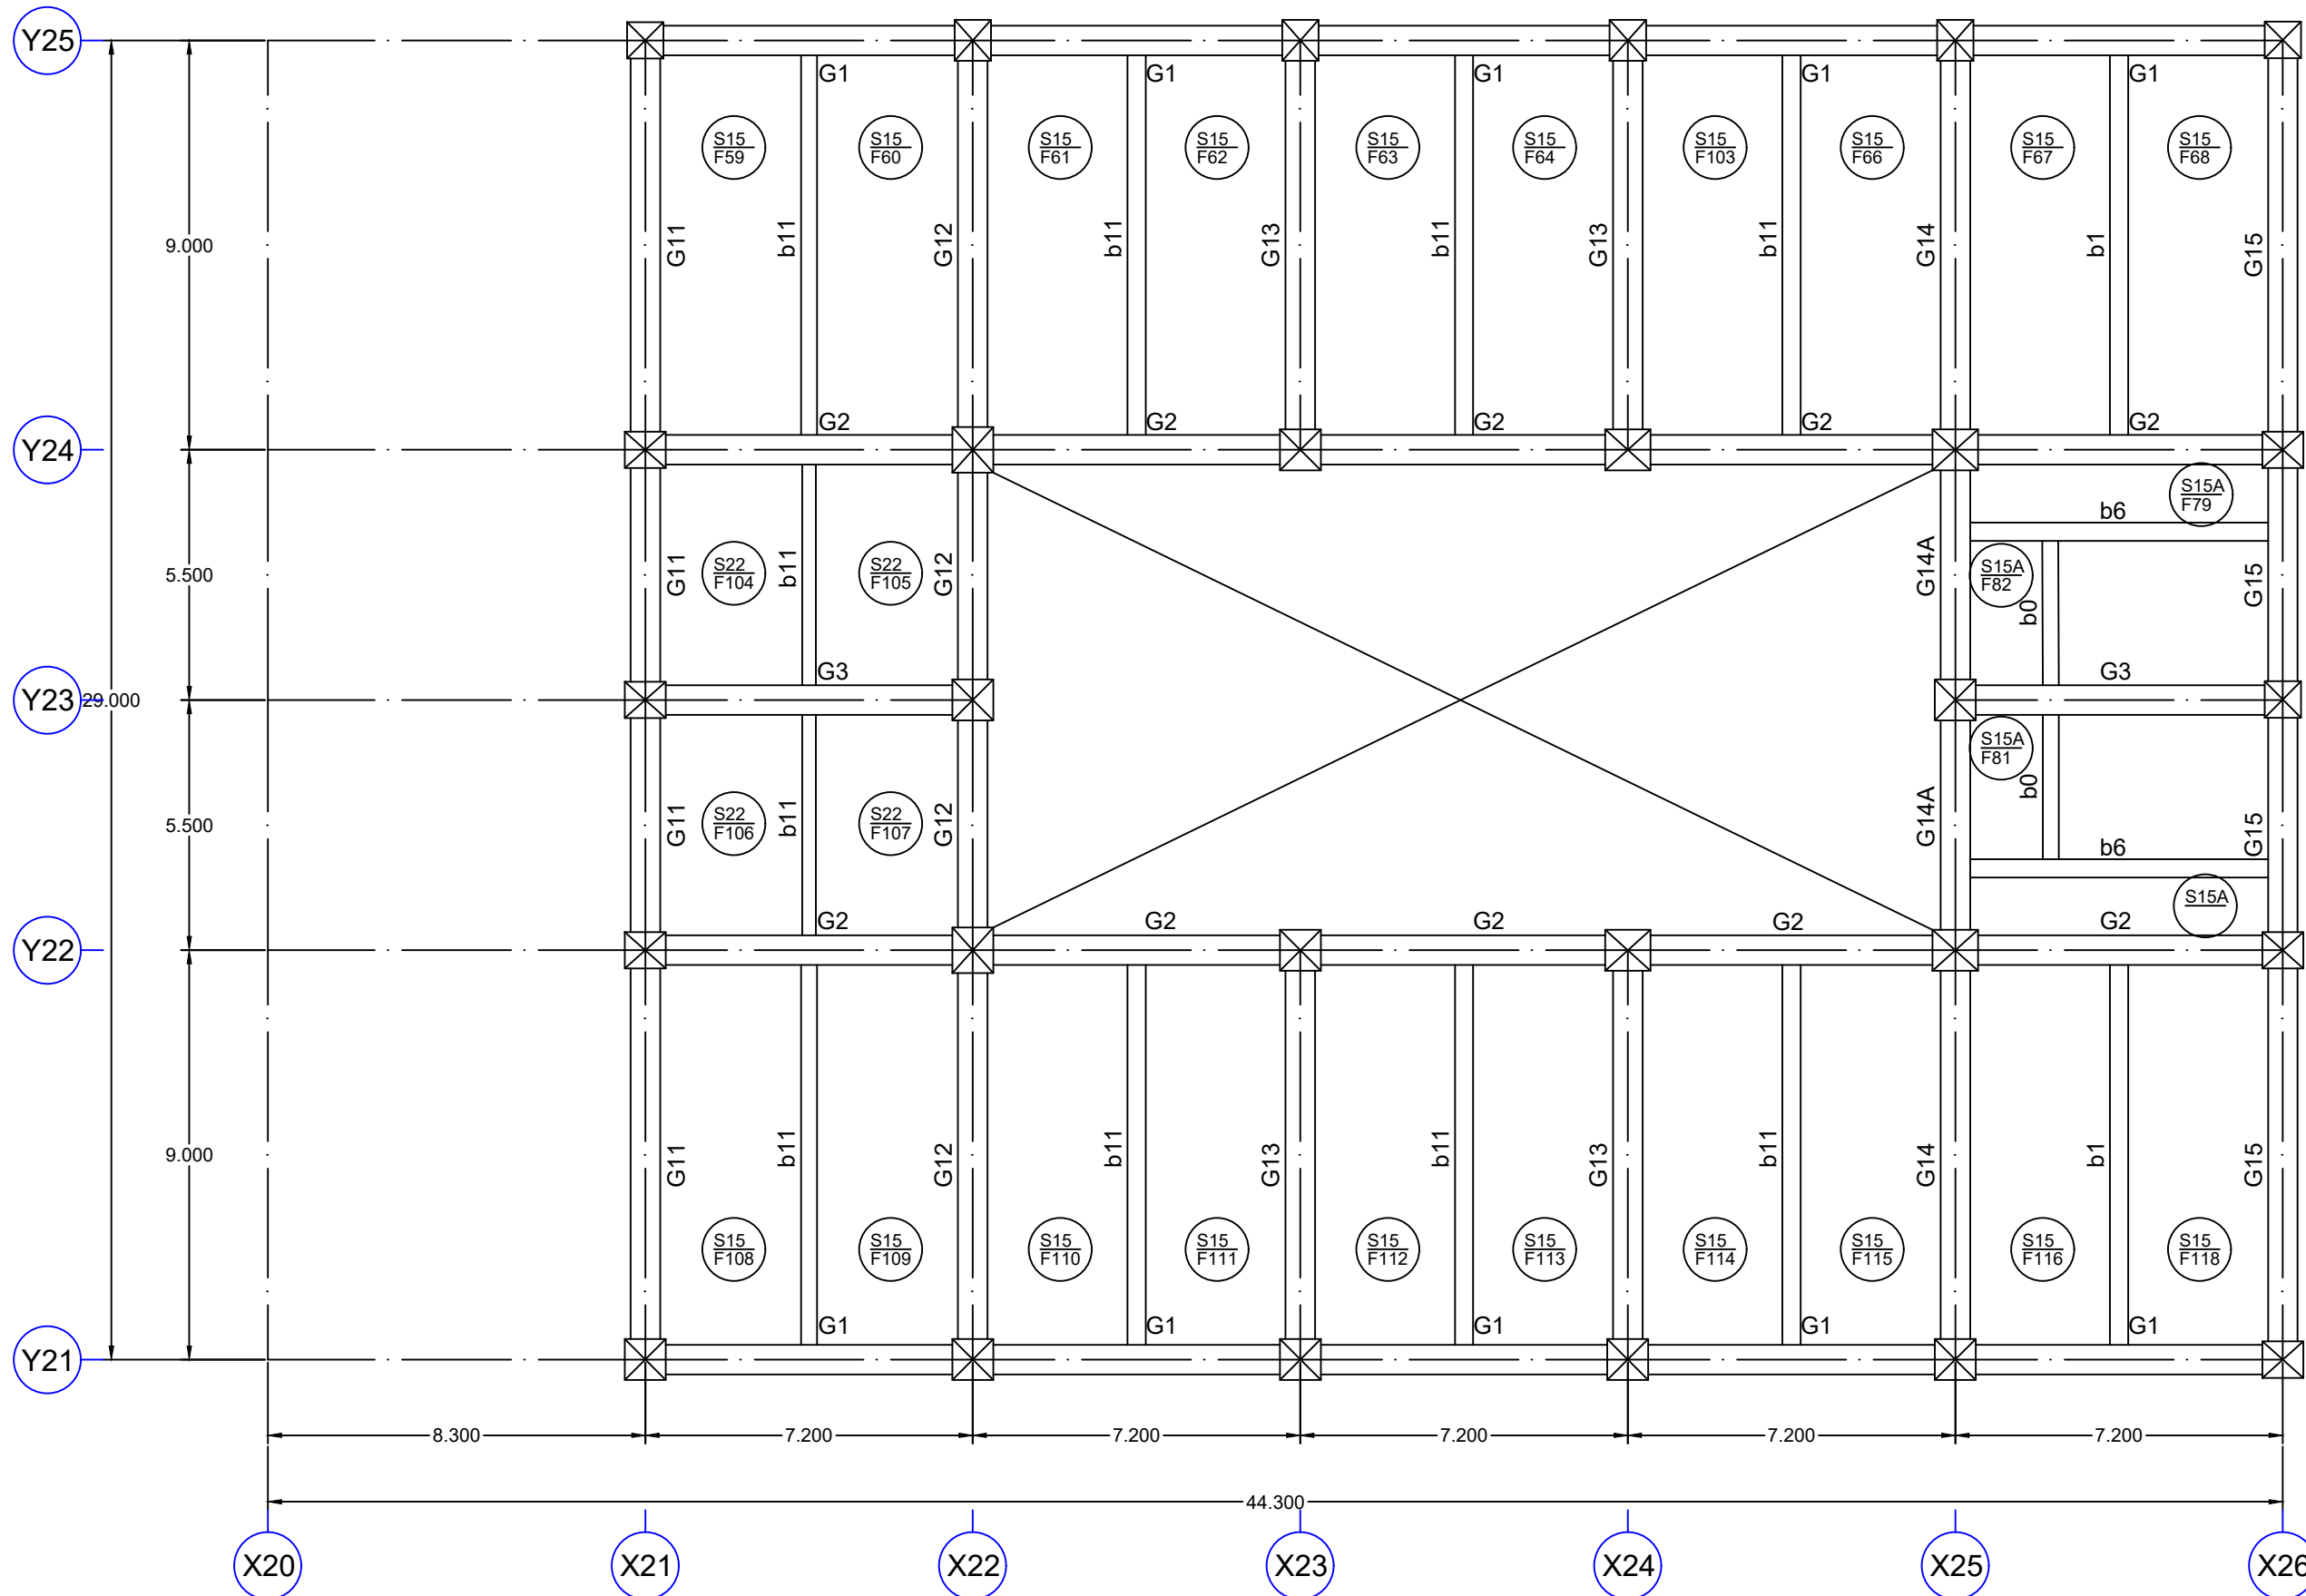 Y25
G1 G1 G1 G1 G1
S15 S15 S15 S15 S15 S15 S15 S15 S15 S15
F59 F60 F61 F62 F63 F64 F103 F66 F67 F68
9.000 G11 b11 G12 b11 G13 b11 G13 b11 G14 b1 G15
G2 G2 G2 G2 G2
Y24
S15A
F79
b6
5.500 G11 S22 b11 S22 G12 G14A S15A G15
F104 F105 F82
b0
G3 G3
Y23 29.000
S15A
F81
b0
5.500 G11 S22 b11 S22 G12 G14A G15
F106 F107
b6
S15A
G2 G2 G2 G2 G2
Y22
9.000 G11 b11 G12 b11 G13 b11 G13 b11 G14 b1 G15
S15 S15 S15 S15 S15 S15 S15 S15 S15 S15
F108 F109 F110 F111 F112 F113 F114 F115 F116 F118
G1 G1 G1 G1 G1
Y21
8.300 7.200 7.200 7.200 7.200 7.200
44.300
X20 X21 X22 X23 X24 X25 X26